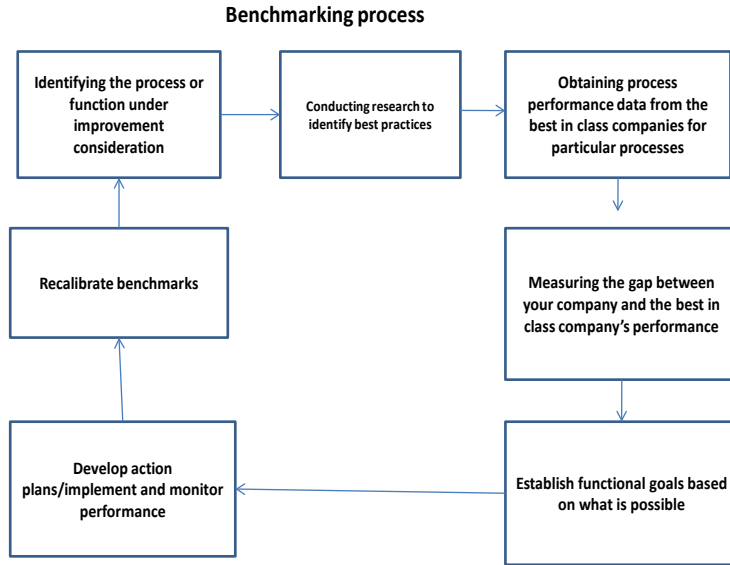 Benchmarking process
Identifying the process or
function under
improvement
consideration
Conducting research to
identify best practices
Obtaining process
performance data from the
best in class companies for
particular processes
Measuring the gap between
your company and the best in
class company’s performance
Establish functional goals based
on what is possible
Develop action
plans/implement and monitor
performance
Recalibrate benchmarks